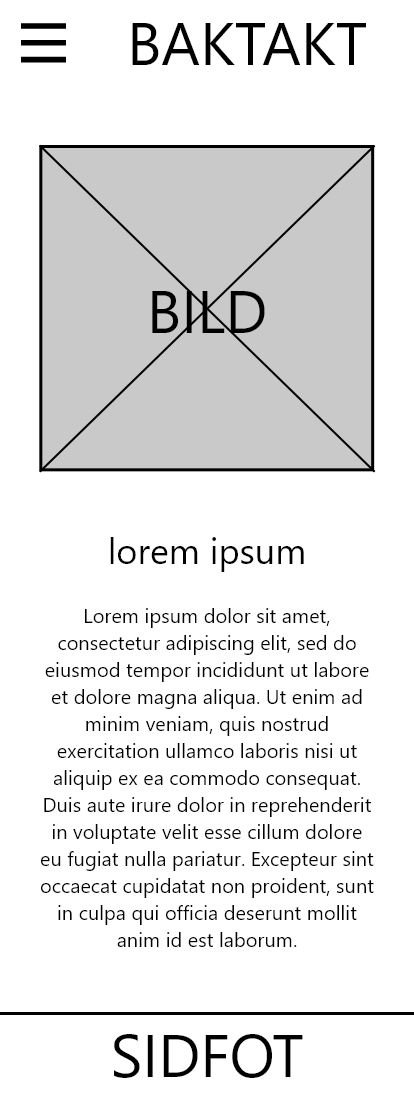 BAKTAKT
BILD
lorem ipsum
Lorem ipsum dolor sit amet,
consectetur adipiscing elit, sed do
eiusmod tempor incididunt ut labore
et dolore magna aliqua. Ut enim ad
minim veniam, quis nostrud
exercitation ullamco laboris nisi ut
aliquip ex ea commodo consequat.
Duis aute irure dolor in reprehenderit
in voluptate velit esse cillum dolore
eu fugiat nulla pariatur. Excepteur sint
occaecat cupidatat non proident, sunt
in culpa qui officia deserunt mollit
anim id est laborum.
SIDFOT